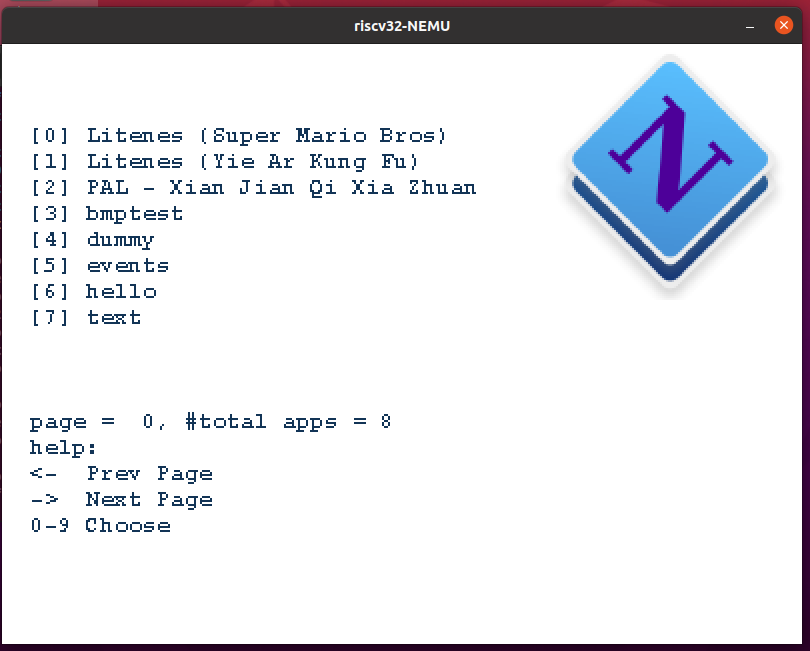 riscv32-NEMU
[0] Litenes (Super Mario Bros)
[1] Litenes (Yie Ar Kung Fu)
[2] PAL - Xian Jian Qi Xia Zhuan
[3] bmptest
[4] dummy
[5] events
[6] hello
[7] text
N
page =  0, #total apps = 8
help:
<-  Prev Page
->  Next Page
0-9 Choose